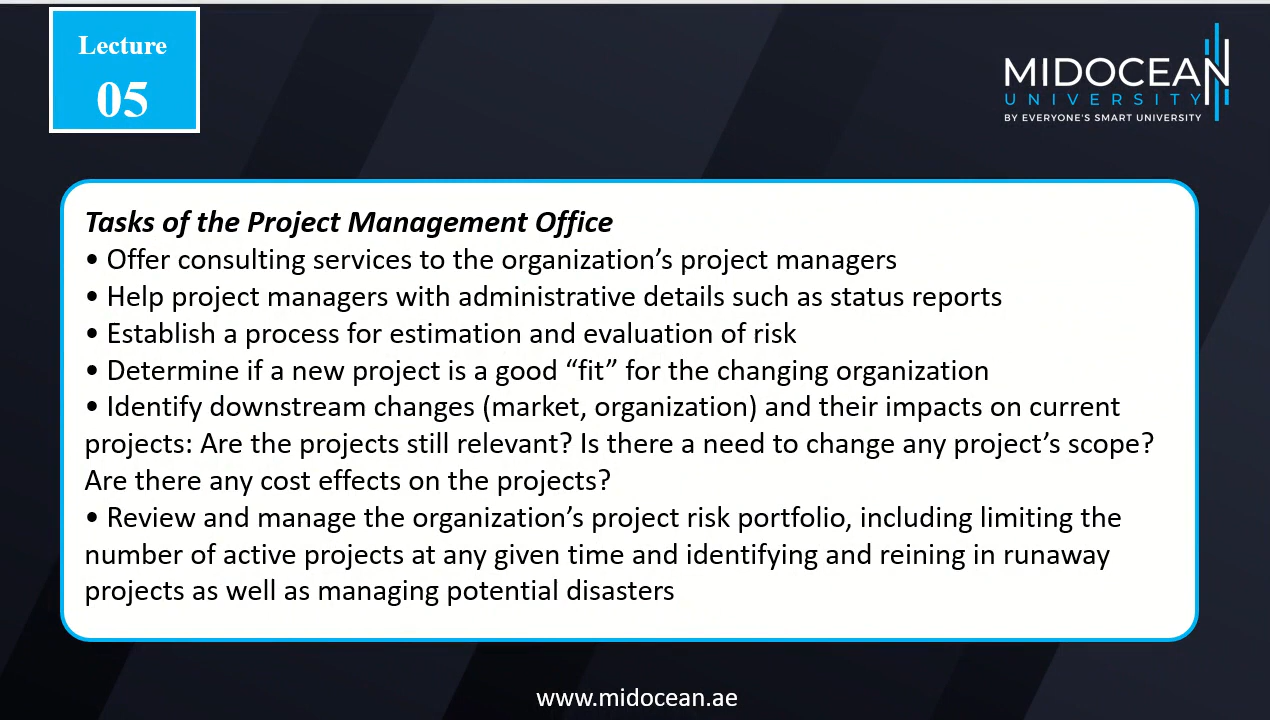 Lecture
05
MIDOCEAN
UNIVERSITY
BY EVERYONE'S SMART UNIVERSITY
Tasks of the Project Management Office
• Offer consulting services to the organization’s project managers
• Help project managers with administrative details such as status reports
• Establish a process for estimation and evaluation of risk
• Determine if a new project is a good “fit” for the changing organization
• Identify downstream changes (market, organization) and their impacts on current
projects: Are the projects still relevant? Is there a need to change any project’s scope?
Are there any cost effects on the projects?
• Review and manage the organization’s project risk portfolio, including limiting the
number of active projects at any given time and identifying and reining in runaway
projects as well as managing potential disasters
www.midocean.ae